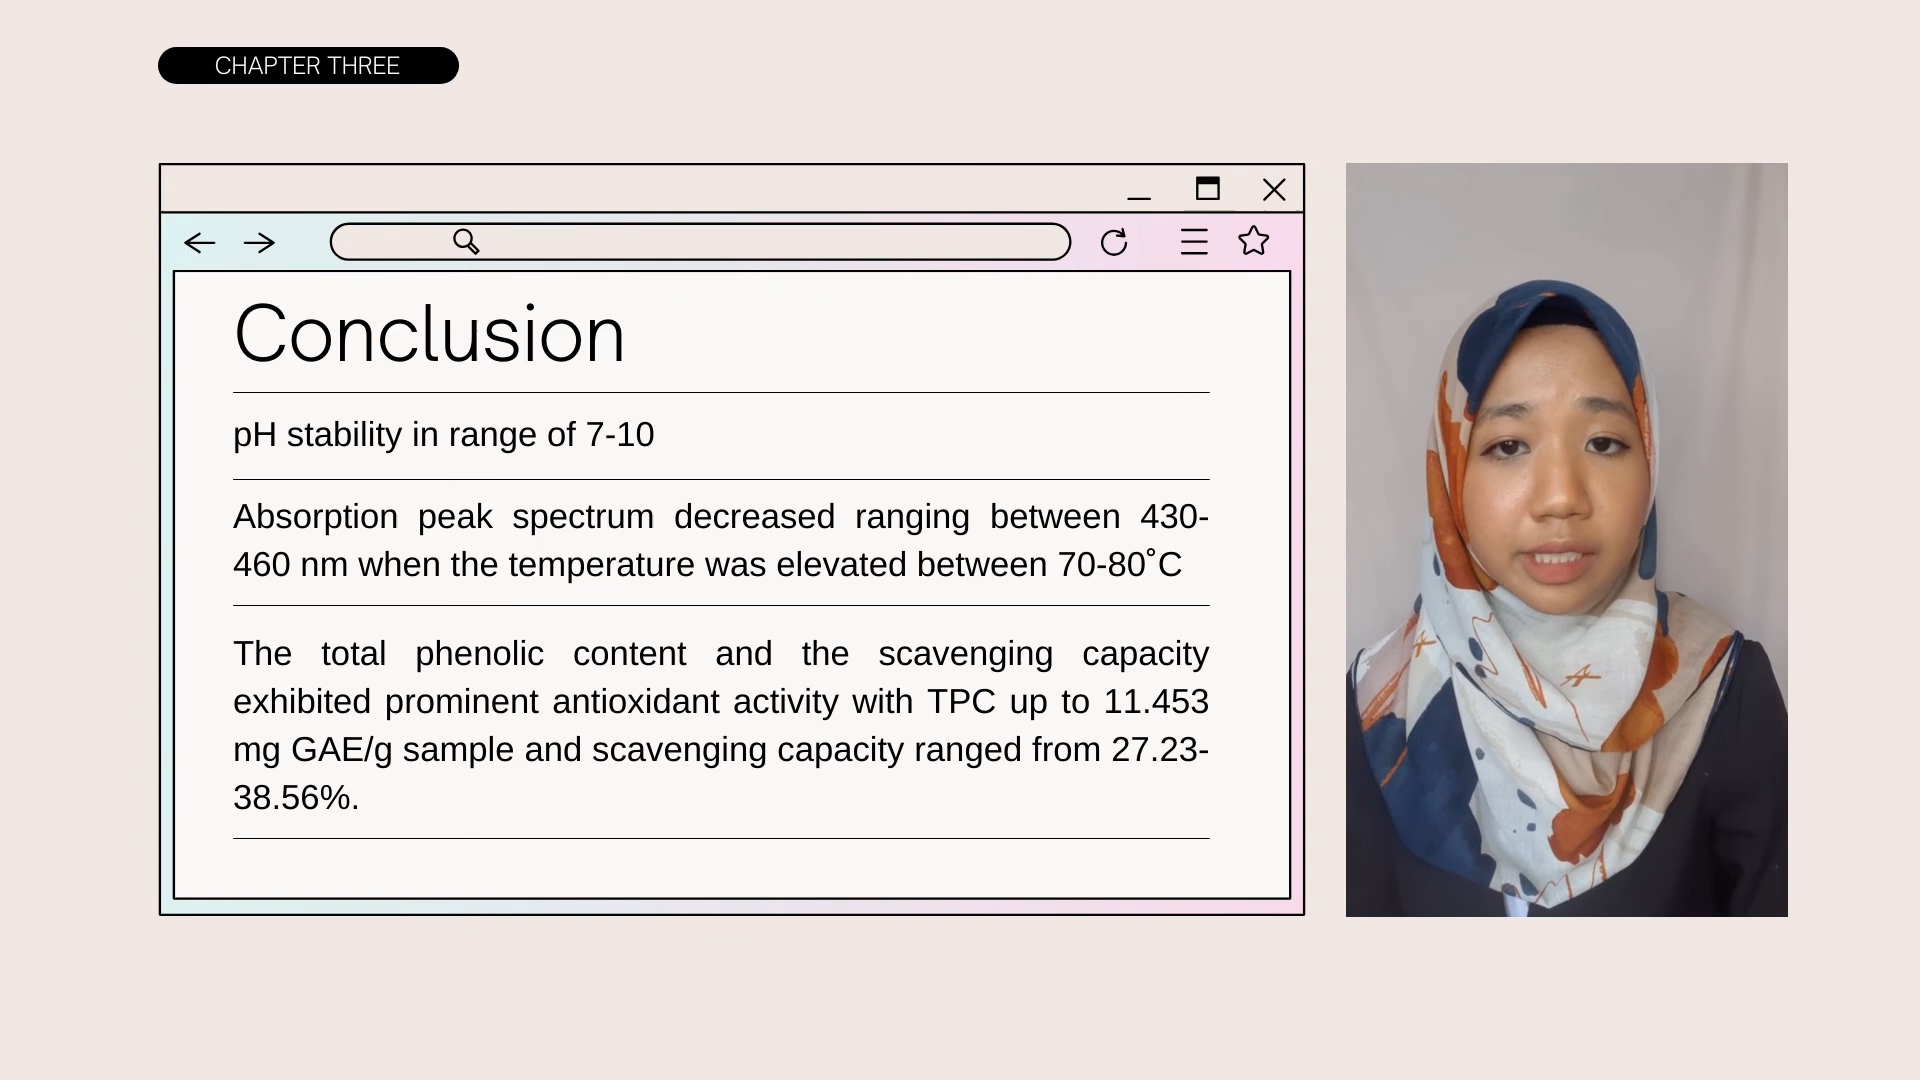 CHAPTER THREE
Conclusion
pH stability in range of 7-10
Absorption peak spectrum decreased ranging between 430-
460 nm when the temperature was elevated between 70-80˚C
The total phenolic content and the scavenging capacity
exhibited prominent antioxidant activity with TPC up to 11.453
mg GAE/g sample and scavenging capacity ranged from 27.23-
38.56%.